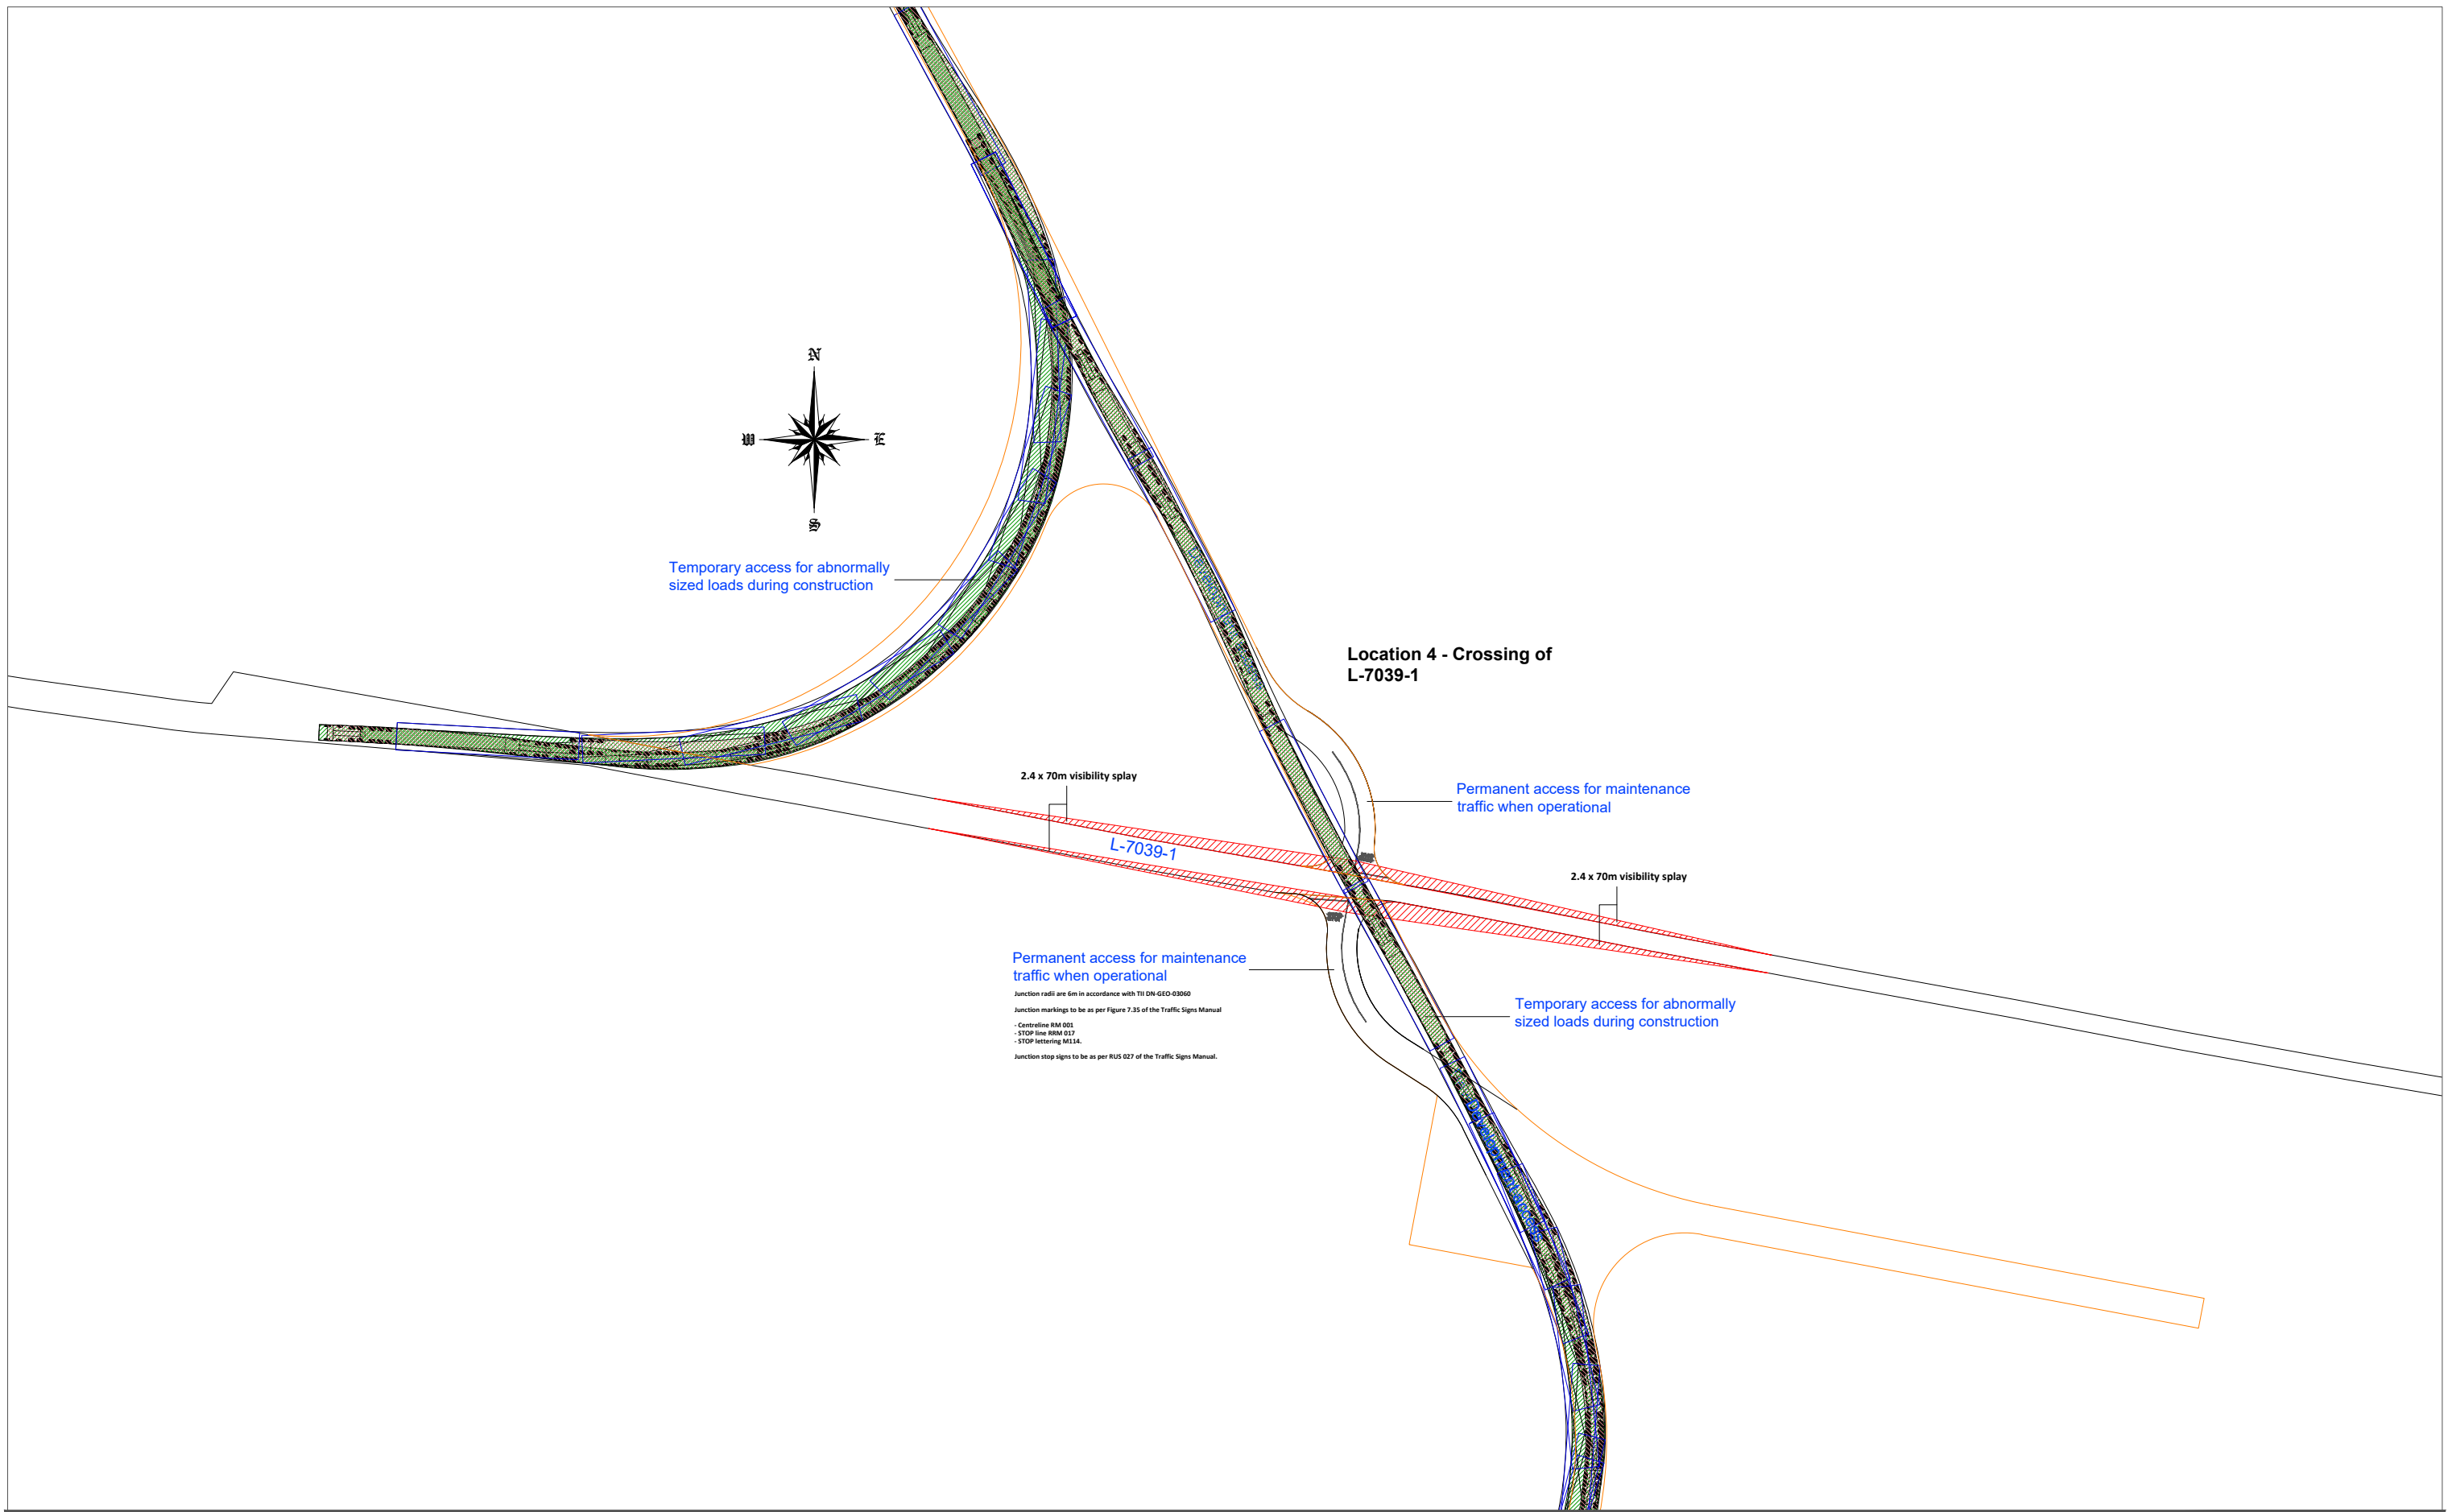 N
W
E
S
Temporary access for abnormally
sized loads during construction
Development access
Location 4 - Crossing of
L-7039-1
2.4 x 70m visibility splay
Permanent access for maintenance
traffic when operational
L-7039-1
2.4 x 70m visibility splay
Permanent access for maintenance
traffic when operational
Junction radii are 6m in accordance with TII DN-GEO-03060
Junction markings to be as per Figure 7.35 of the Traffic Signs Manual
- Centreline RM 001
- STOP line RRM 017
- STOP lettering M114.
Junction stop signs to be as per RUS 027 of the Traffic Signs Manual.
Temporary access for abnormally
sized loads during construction
Development access